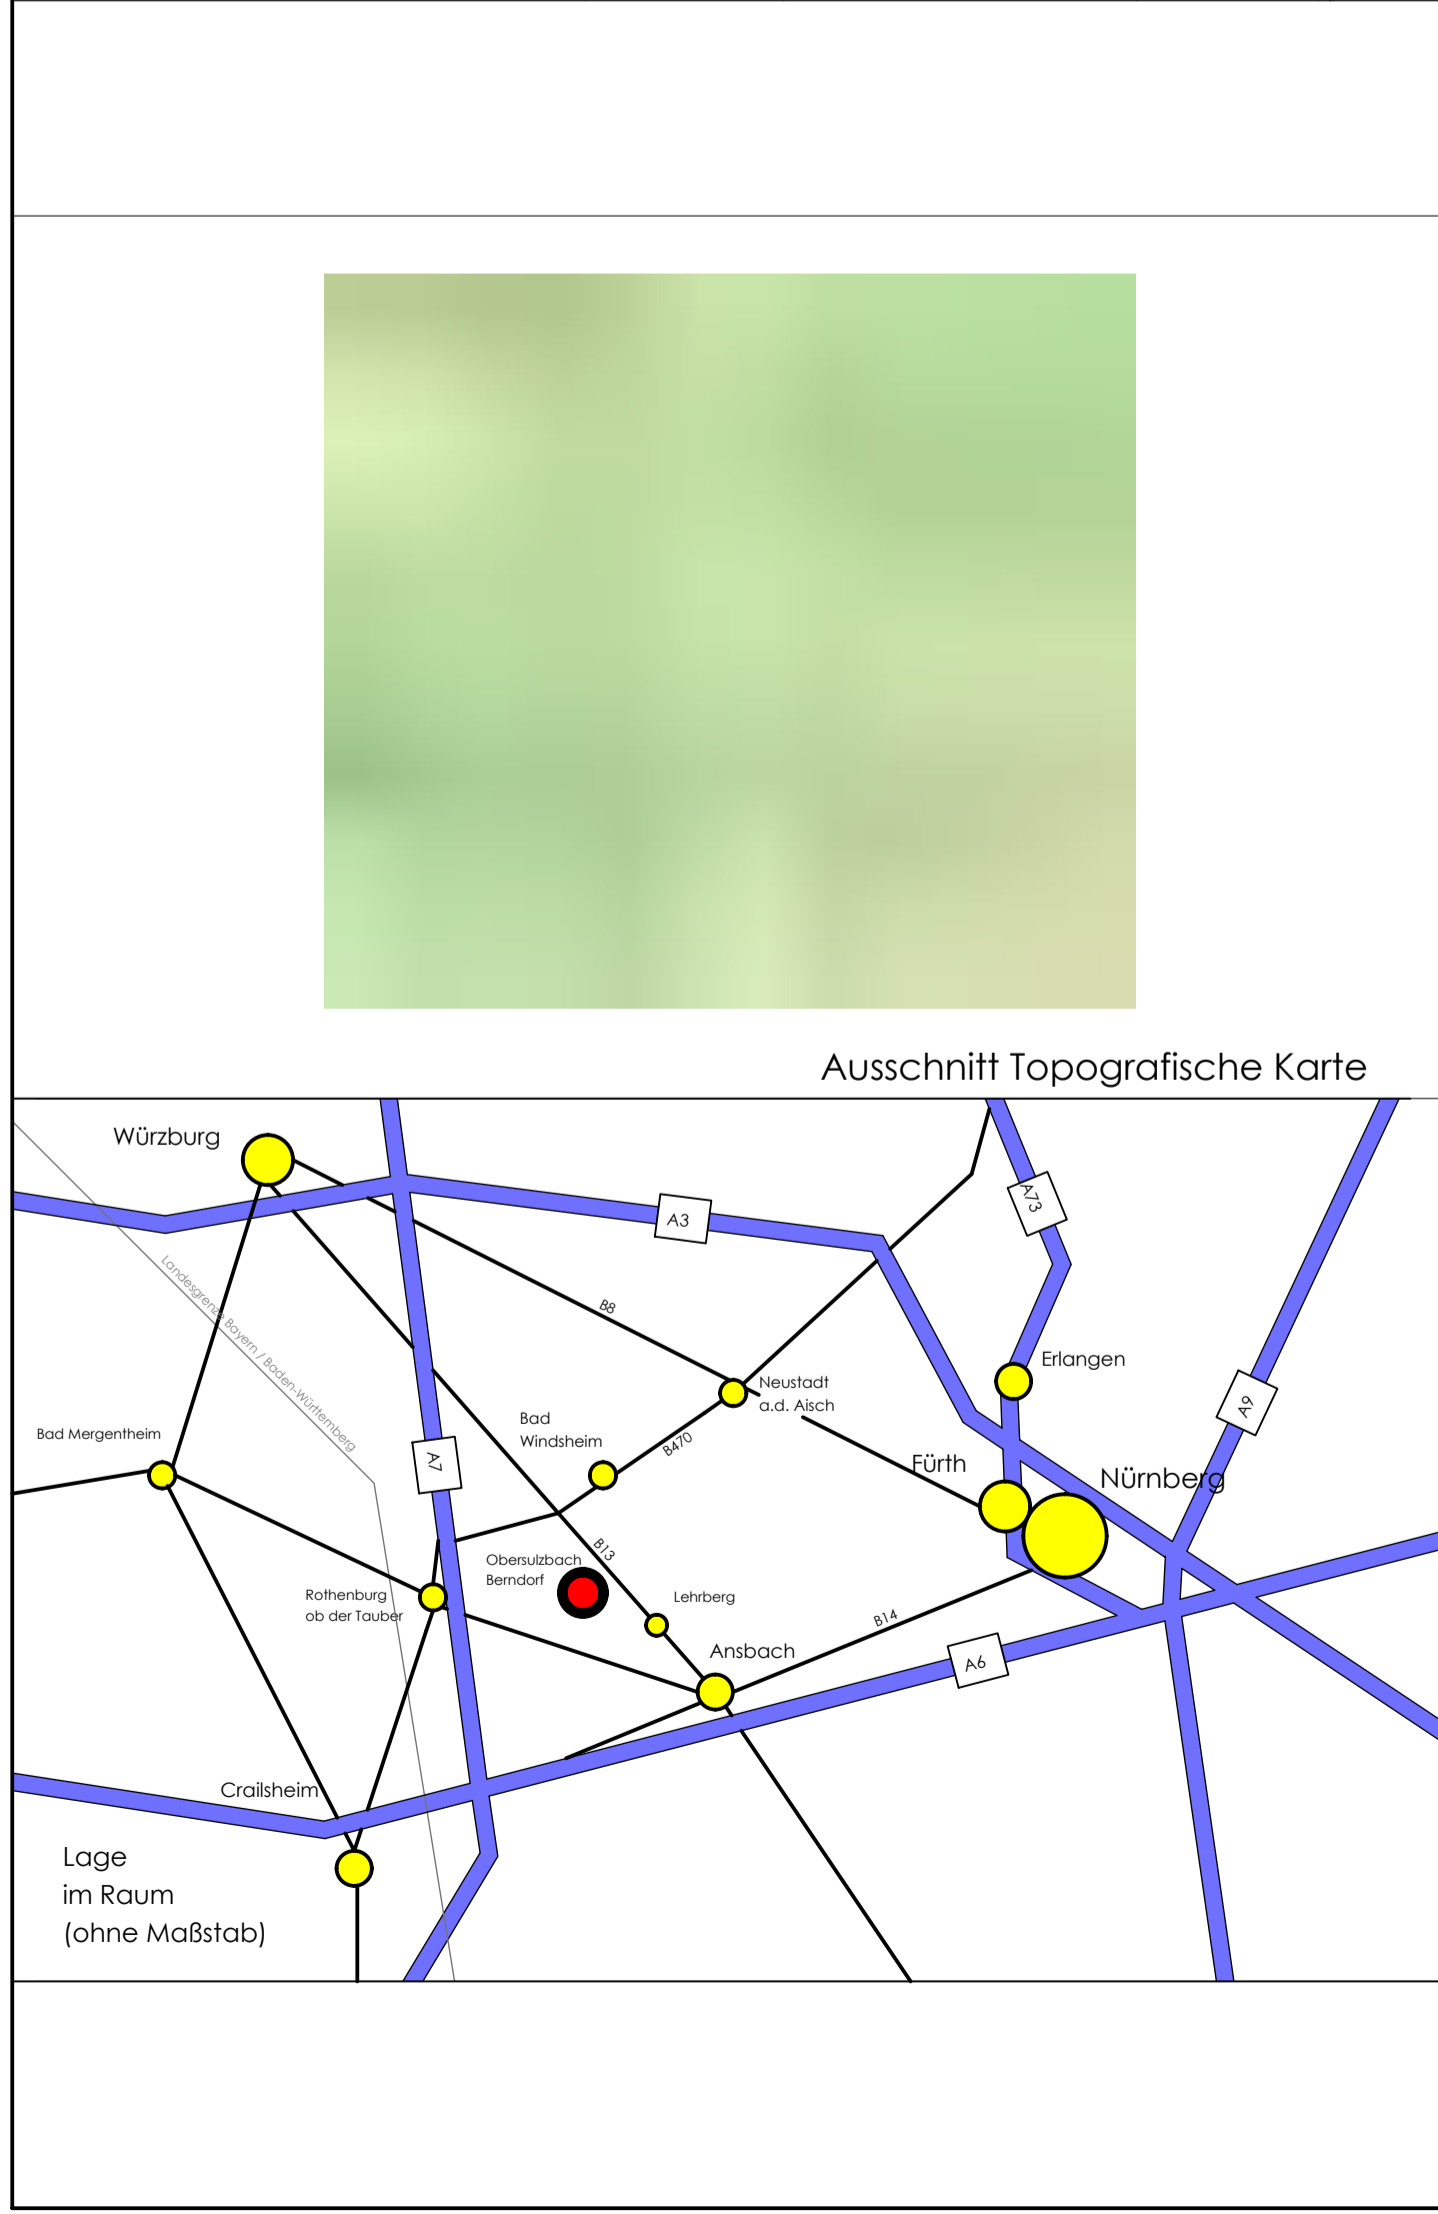 Ausschnitt Topografische Karte
Würzburg
A73
A3
Landesgrenze Bayern / Baden-Württemberg
B8
Erlangen
Neustadt
a.d. Aisch
A9
Bad
Windsheim
Bad Mergentheim
B470
A7
Fürth
Nürnberg
B13
Obersulzbach
Berndorf
Rothenburg
ob der Tauber
Lehrberg
B14
Ansbach
A6
Crailsheim
Lage
im Raum
(ohne Maßstab)